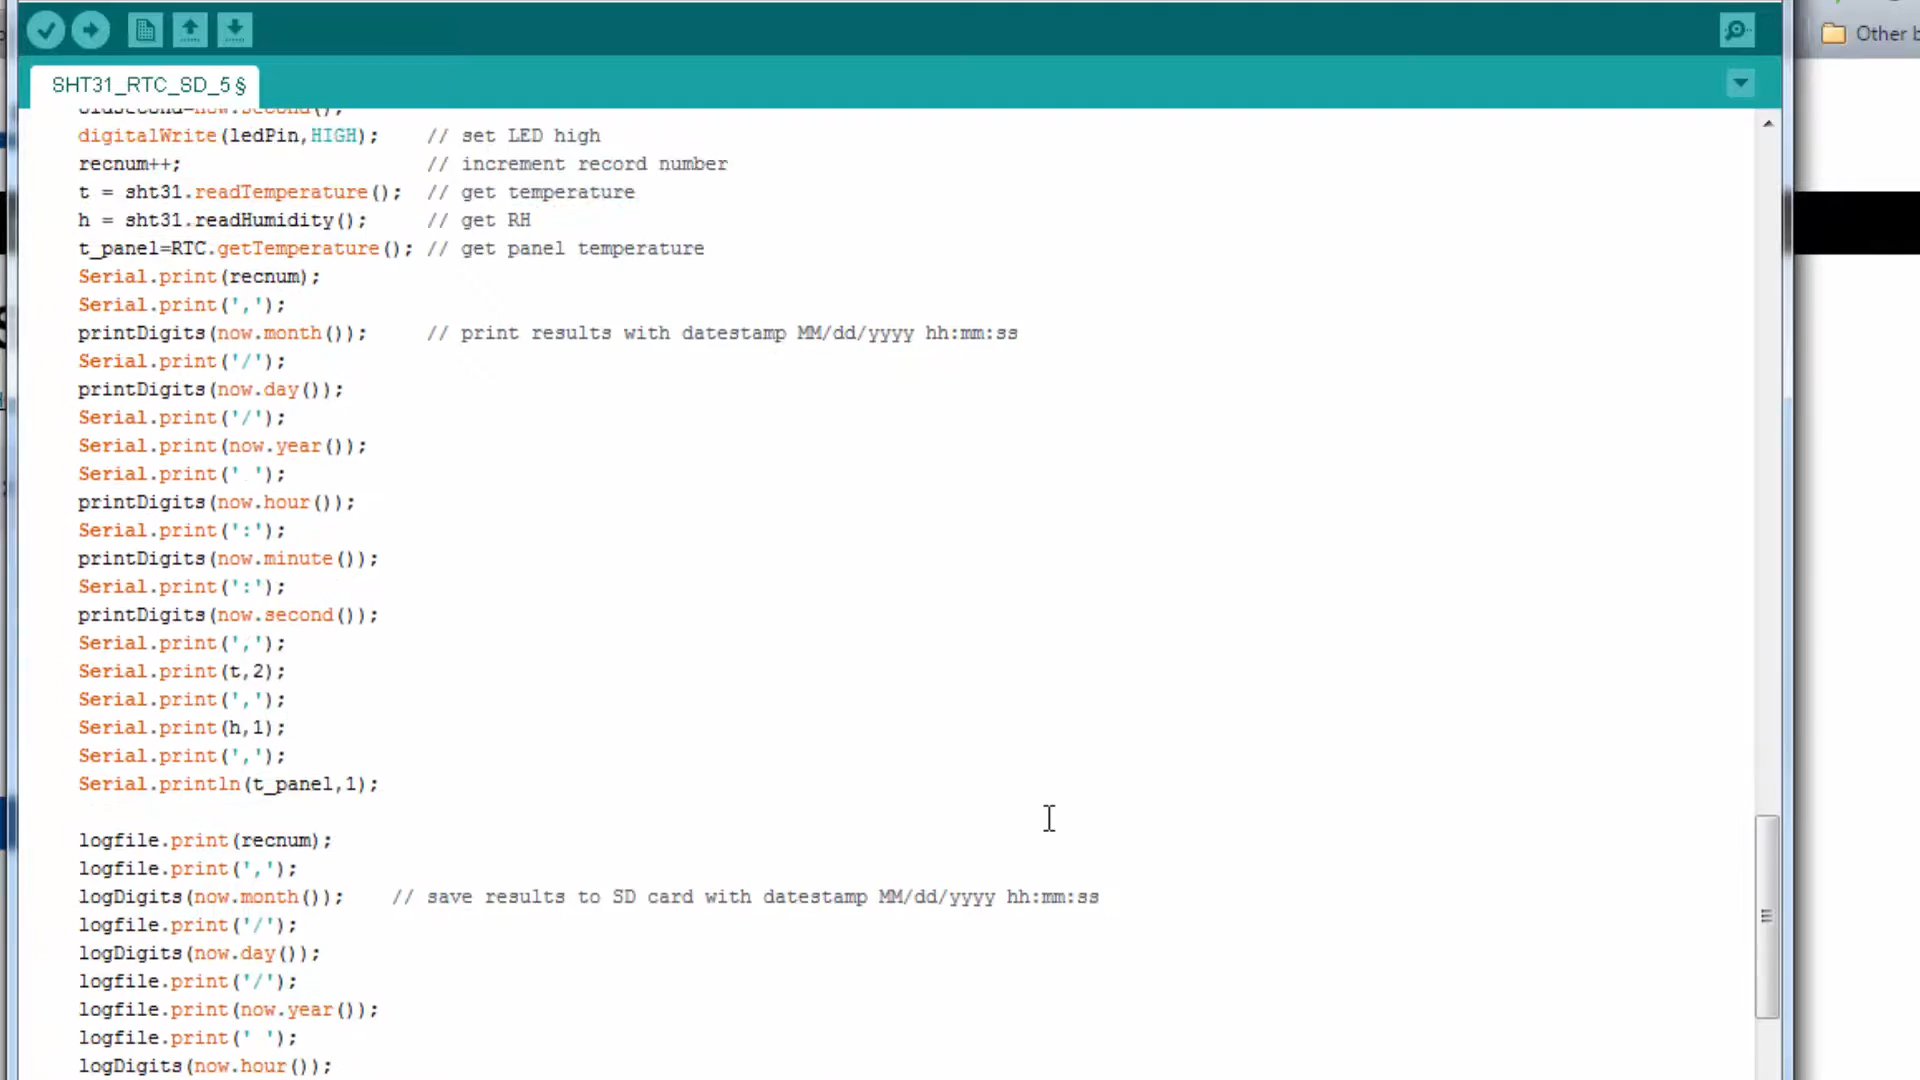 Other b
SHT31_RTC_SD_5 §
oldsecond=now.second();
digitalWrite(ledPin,HIGH);    // set LED high
recnum++;                     // increment record number
t = sht31.readTemperature();  // get temperature
h = sht31.readHumidity();     // get RH
t_panel=RTC.getTemperature(); // get panel temperature
Serial.print(recnum);
Serial.print(',');
printDigits(now.month());     // print results with datestamp MM/dd/yyyy hh:mm:ss
Serial.print('/');
printDigits(now.day());
Serial.print('/');
Serial.print(now.year());
Serial.print(' ');
printDigits(now.hour());
Serial.print(':');
printDigits(now.minute());
Serial.print(':');
printDigits(now.second());
Serial.print(',');
Serial.print(t,2);
Serial.print(',');
Serial.print(h,1);
Serial.print(',');
Serial.println(t_panel,1);
logfile.print(recnum);
logfile.print(',');
logDigits(now.month());    // save results to SD card with datestamp MM/dd/yyyy hh:mm:ss
logfile.print('/');
logDigits(now.day());
logfile.print('/');
logfile.print(now.year());
logfile.print(' ');
logDigits(now.hour());